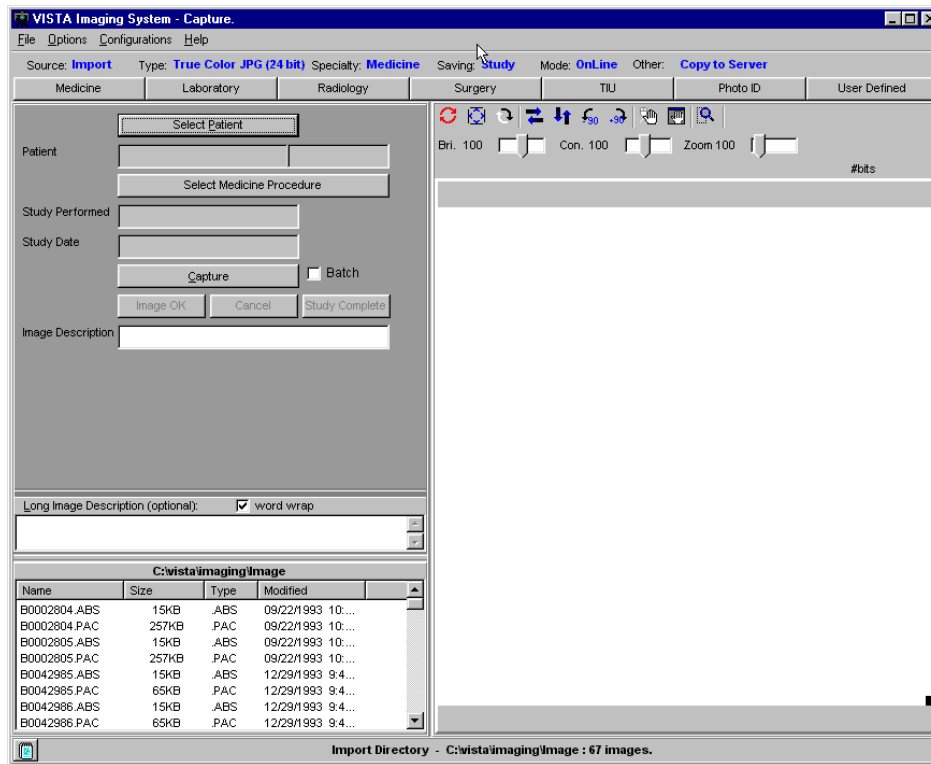 VISTA Imaging System - Capture.
File Options Configurations Help
Source: Import Type: True Color JPG (24 bit) Specialty: Medicine Saving: Study Mode: OnLine Other: Copy to Server
Medicine Laboratory Radiology Surgery TIU Photo ID User Defined
Select Patient
Patient
Select Medicine Procedure
Study Performed
Study Date
Capture Batch
Image OK Cancel Study Complete
Image Description
Long Image Description (optional): word wrap
C:\vista\imaging\Image
Name Size Type Modified
B0002804.ABS 15KB .ABS 09/22/1993 10:...
B0002804.PAC 257KB .PAC 09/22/1993 10:...
B0002805.ABS 15KB .ABS 09/22/1993 10:...
B0002805.PAC 257KB .PAC 09/22/1993 10:...
B0042985.ABS 15KB .ABS 12/29/1993 9:4...
B0042985.PAC 65KB .PAC 12/29/1993 9:4...
B0042986.ABS 15KB .ABS 12/29/1993 9:4...
B0042986.PAC 65KB .PAC 12/29/1993 9:4...
90 90
Bri. 100 Con. 100 Zoom 100
#bits
Import Directory - C:\vista\imaging\Image : 67 images.